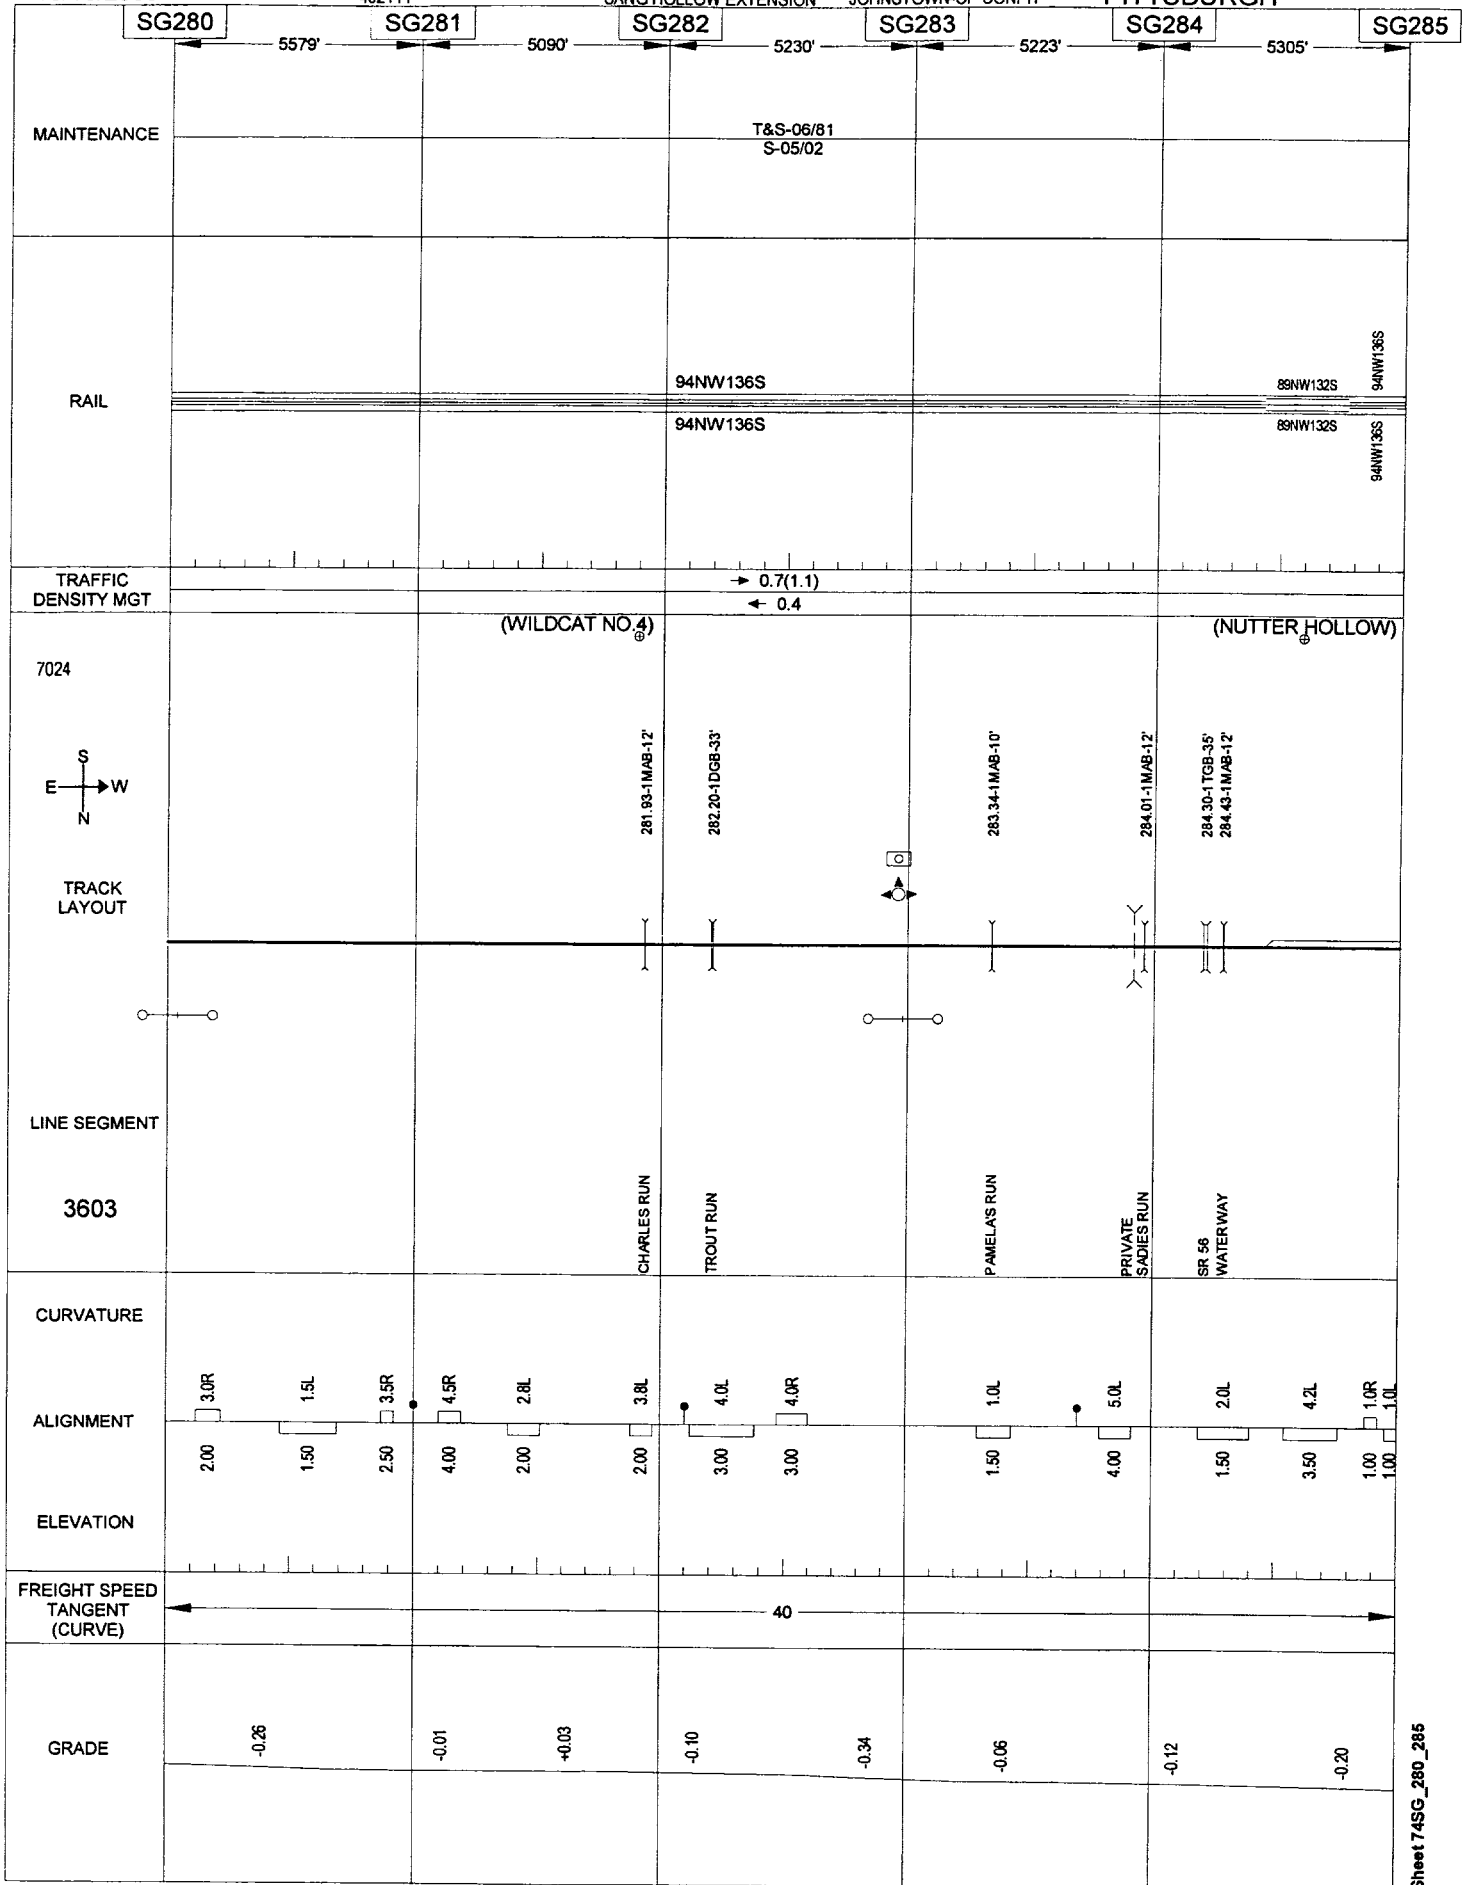 SANG HOLLOW EXTENSION
PITTSBURGH
SG280 SG281 SG282 SG283 SG284 SG285
5579' 5090' 5230' 5223' 5305'
MAINTENANCE
T&S-06/81
S-05/02
RAIL
94NW136S 89NW132S 94NW136S
94NW136S 89NW132S 94NW136S
TRAFFIC
DENSITY MGT
→ 0.7(1.1)
← 0.4
(WILDCAT NO.4) (NUTTER HOLLOW)
7024
S
E W
N
281.93-1MAB-12'
282.20-1DGB-33'
283.34-1MAB-10'
284.01-1MAB-12'
284.30-1TGB-35'
284.43-1MAB-12'
TRACK
LAYOUT
LINE SEGMENT
3603
CHARLES RUN
TROUT RUN
PAMELA'S RUN
PRIVATE
SADIES RUN
SR 56
WATERWAY
CURVATURE
ALIGNMENT
3.0R 1.5L 3.5R 4.5R 2.8L 3.8L 4.0L 4.0R 1.0L 5.0L 2.0L 4.2L 1.0R 1.0L
2.00 1.50 2.50 4.00 2.00 2.00 3.00 3.00 1.50 4.00 1.50 3.50 1.00 1.00
ELEVATION
FREIGHT SPEED
TANGENT
(CURVE)
40
GRADE
-0.26 -0.01 +0.03 -0.10 -0.34 -0.06 -0.12 -0.20
Sheet 74SG_280_285